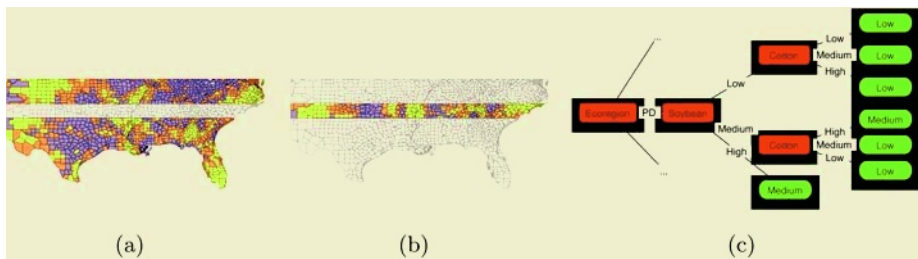 ...
Ecoregion
PD
Soybean
Low
Medium
High
Cotton
Low
Medium
High
Low
Low
Low
Cotton
High
Medium
Low
Medium
Low
Low
Medium
...
(a)
(b)
(c)